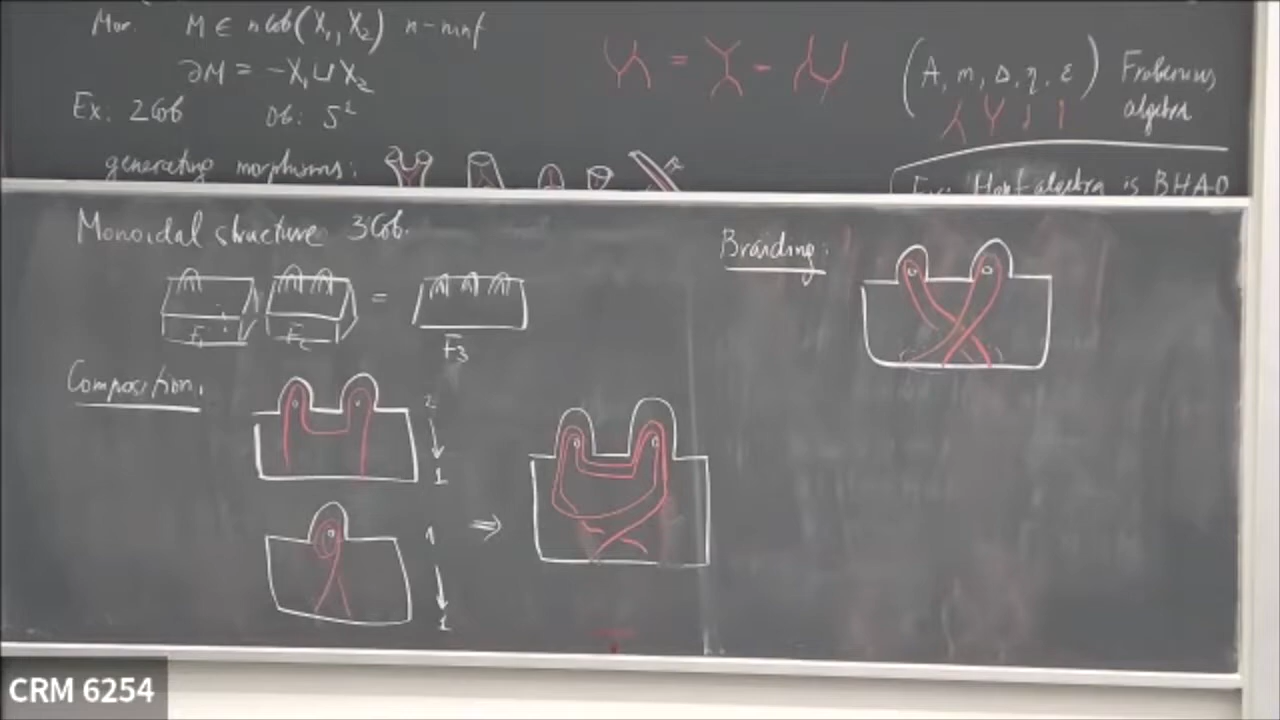 Mor. M ∈ nCob(X₁, X₂) n-mnf
∂M = -X₁ ⊔ X₂
Ex: 2Cob Ob: S¹
generating morphisms:
= =
(A, m, Δ, η, ε) Frobenius
algebra
Ex: Hopf algebra is BHAO
Monoidal structure 3Cob.
F₁ F₂ = F₃
Composition:
2
1
1
1
⇒
Braiding:
CRM 6254